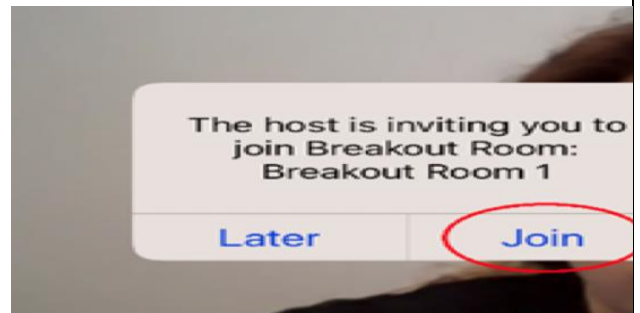 The host is inviting you to
join Breakout Room:
Breakout Room 1
Later
Join